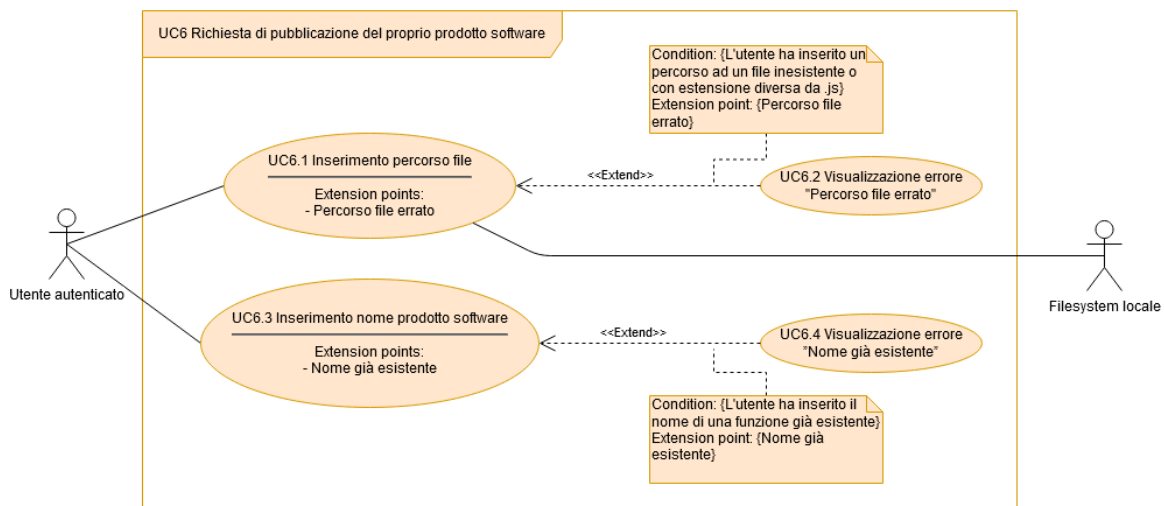 UC6 Richiesta di pubblicazione del proprio prodotto software
Condition: {L'utente ha inserito un
percorso ad un file inesistente o
con estensione diversa da .js}
Extension point: {Percorso file
errato}
UC6.1 Inserimento percorso file
Extension points:
- Percorso file errato
<<Extend>>
UC6.2 Visualizzazione errore
"Percorso file errato"
Utente autenticato
Filesystem locale
UC6.3 Inserimento nome prodotto software
Extension points:
- Nome già esistente
<<Extend>>
UC6.4 Visualizzazione errore
"Nome già esistente"
Condition: {L'utente ha inserito il
nome di una funzione già esistente}
Extension point: {Nome già
esistente}